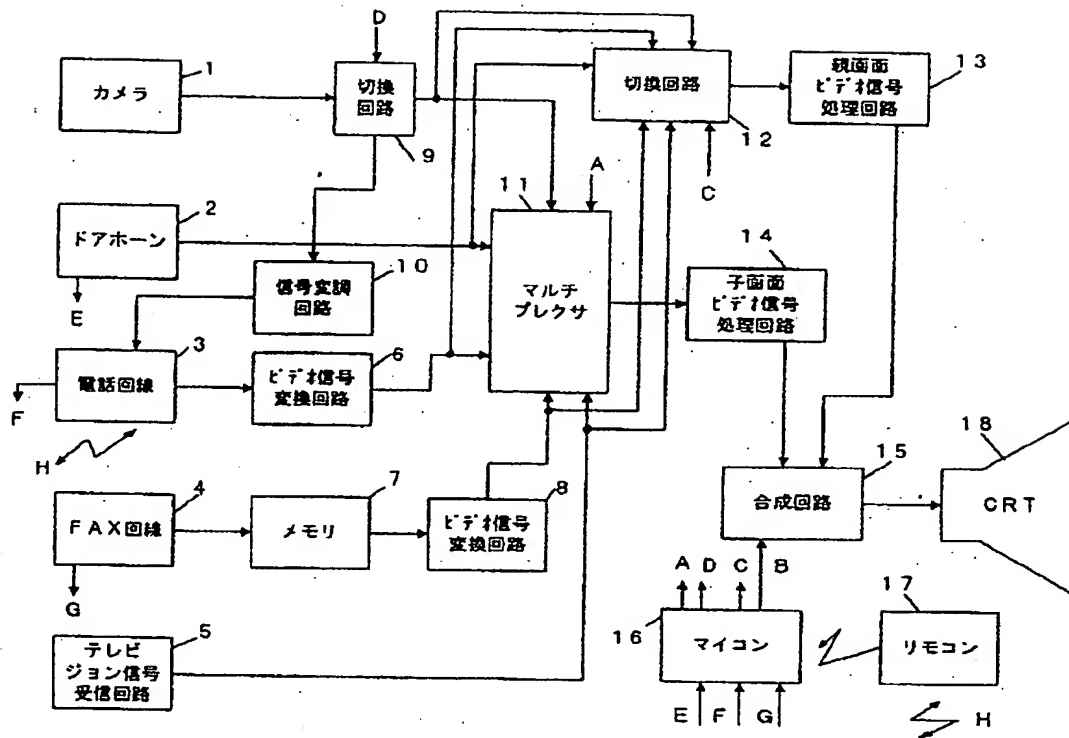 D
1
カメラ
切換
回路
9
切換回路
12
C
親画面
ビデオ信号
処理回路
13
A
11
2
ドアホーン
E
10
信号変調
回路
マルチ
プレクサ
14
子画面
ビデオ信号
処理回路
3
電話回線
F
H
6
ビデオ信号
変換回路
4
FAX回線
G
7
メモリ
8
ビデオ信号
変換回路
15
合成回路
18
CRT
5
テレビ
ジョン信号
受信回路
A
D
C
B
16
マイコン
E
F
G
17
リモコン
H